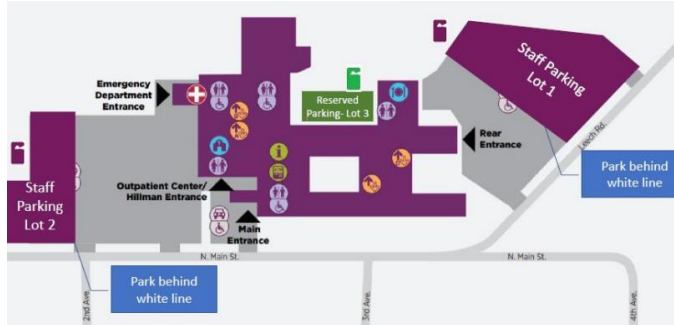 Staff Parking
Lot 1
Emergency
Department
Entrance
Reserved
Parking- Lot 3
Rear
Entrance
Leech Rd.
Park behind
white line
Staff
Parking
Lot 2
Outpatient Center/
Hillman Entrance
Main
Entrance
N. Main St.
N. Main St.
Park behind
white line
2nd Ave.
3rd Ave.
4th Ave.